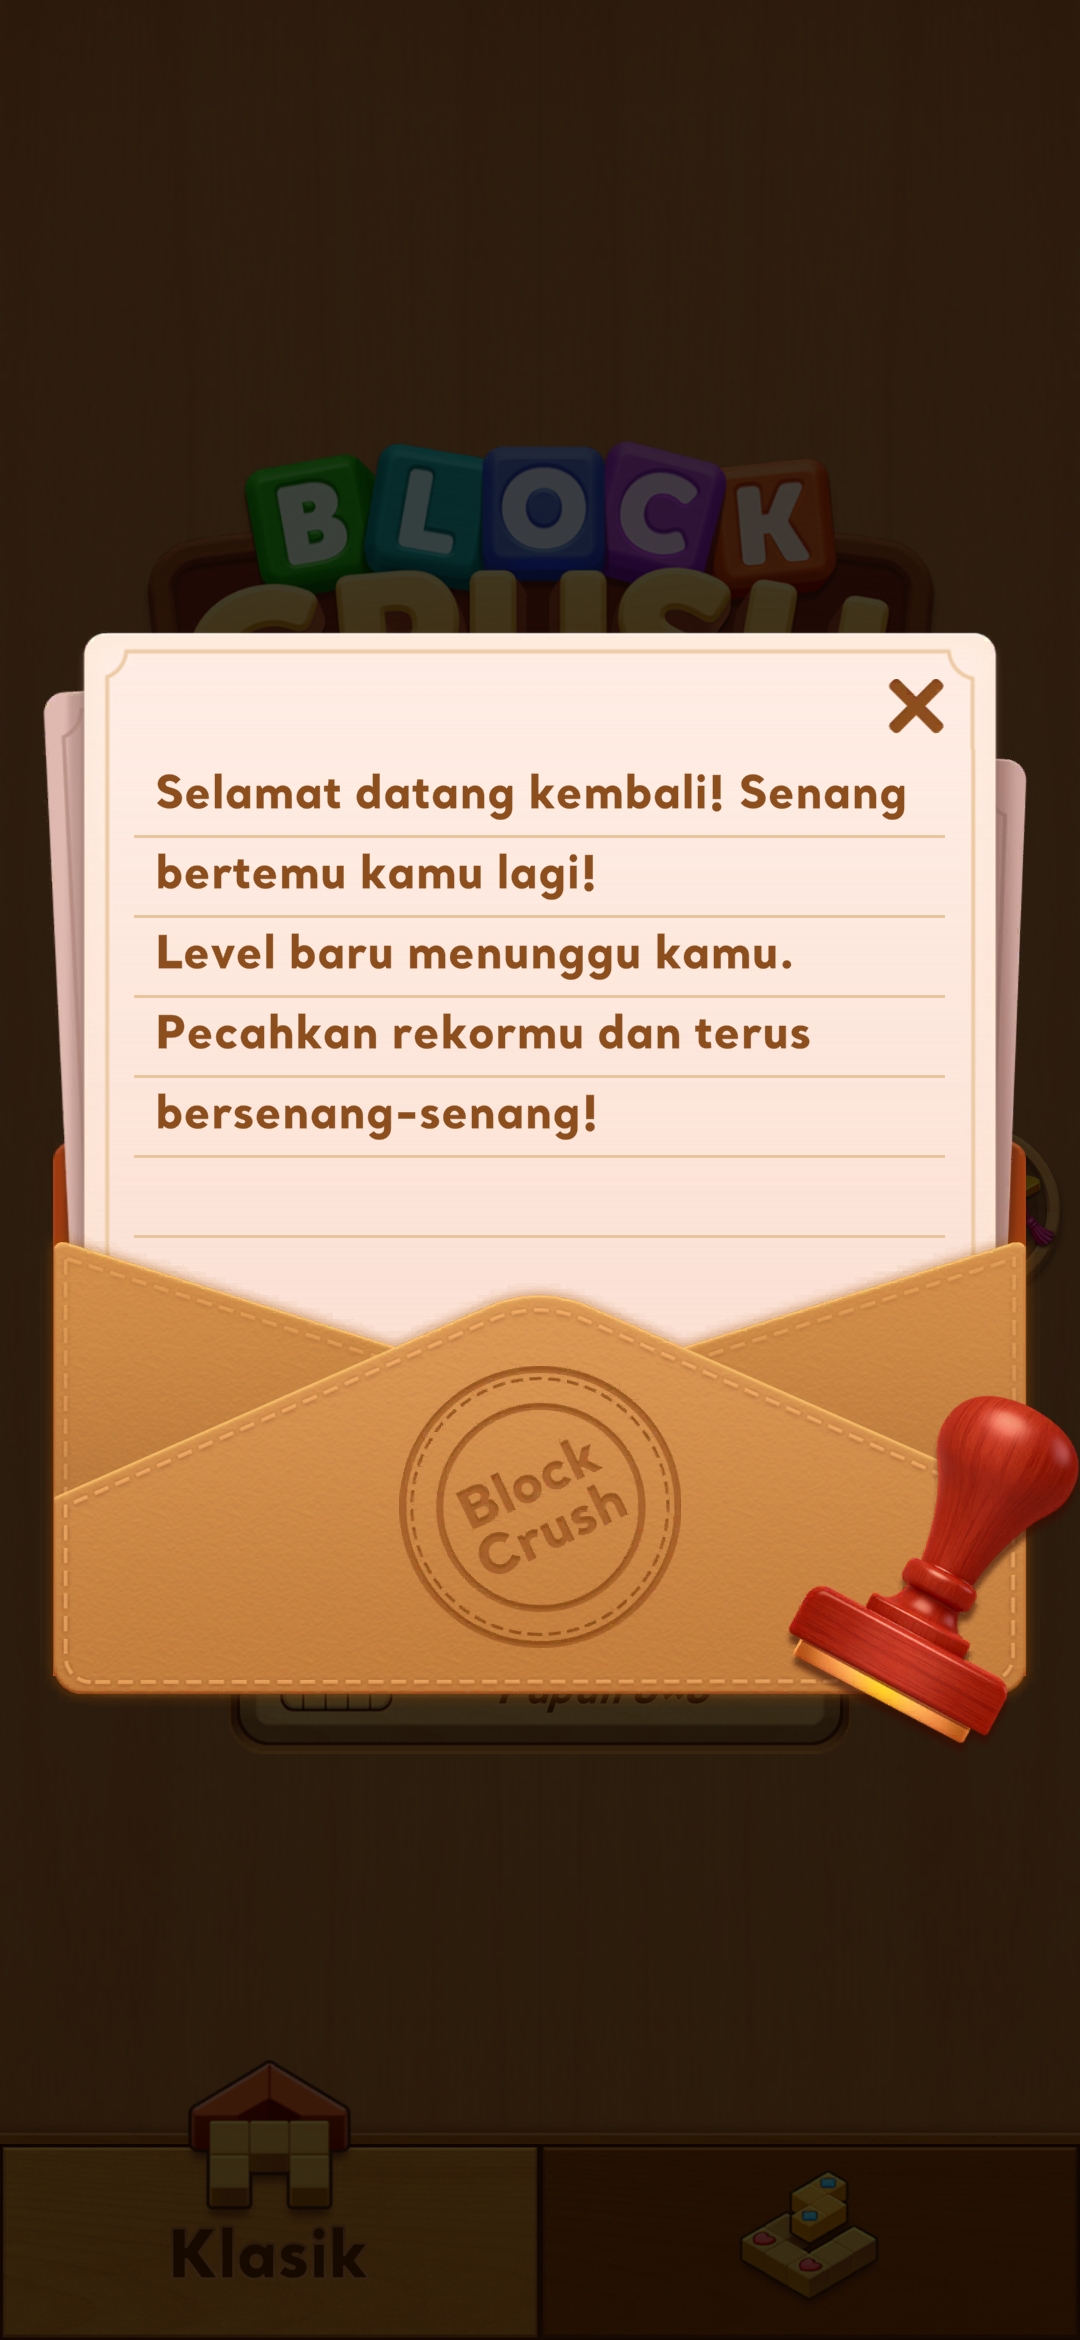 BLOCK
CRUSH
Selamat datang kembali! Senang
bertemu kamu lagi!
Level baru menunggu kamu.
Pecahkan rekormu dan terus
bersenang-senang!
Block
Crush
Klasik